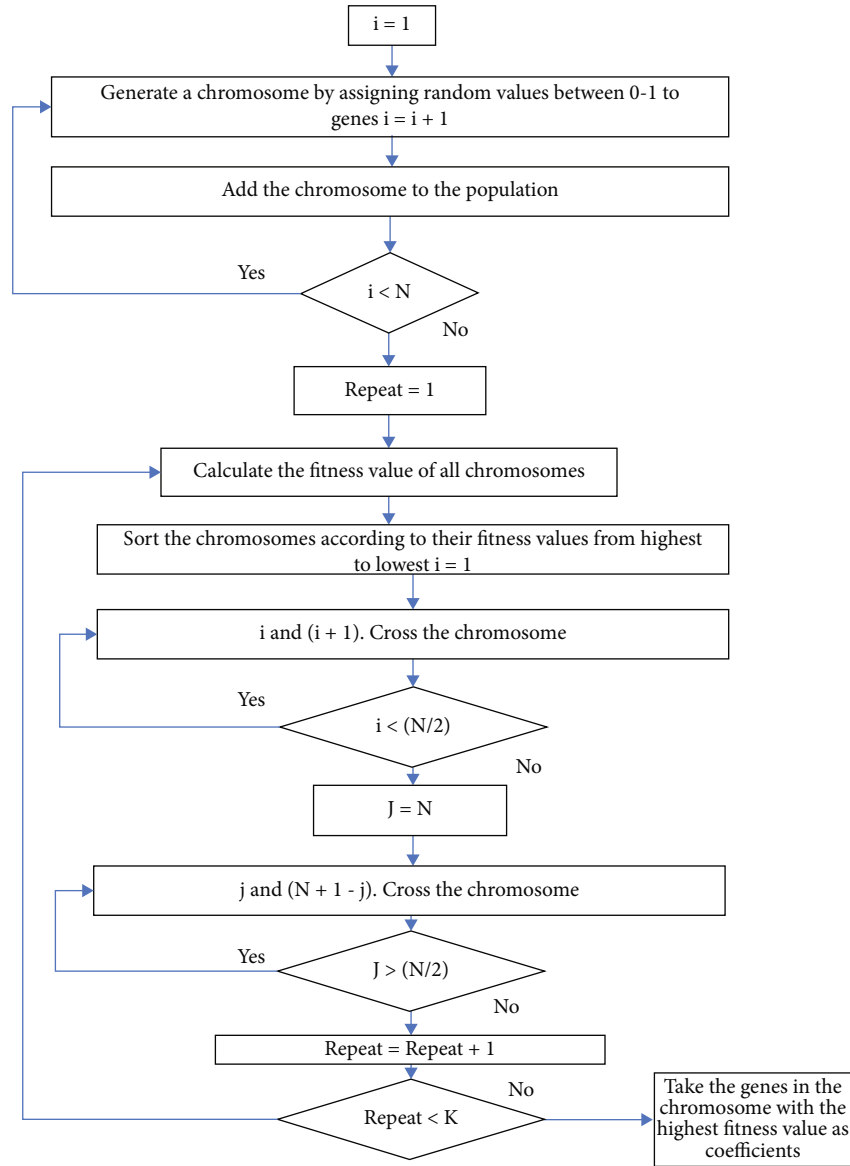 i = 1
Generate a chromosome by assigning random values between 0-1 to
genes i = i + 1
Add the chromosome to the population
Yes
i < N
No
Repeat = 1
Calculate the fitness value of all chromosomes
Sort the chromosomes according to their fitness values from highest
to lowest i = 1
i and (i + 1). Cross the chromosome
Yes
i < (N/2)
No
J = N
j and (N + 1 - j). Cross the chromosome
Yes
J > (N/2)
No
Repeat = Repeat + 1
No
Repeat < K
Take the genes in the
chromosome with the
highest fitness value as
coefficients